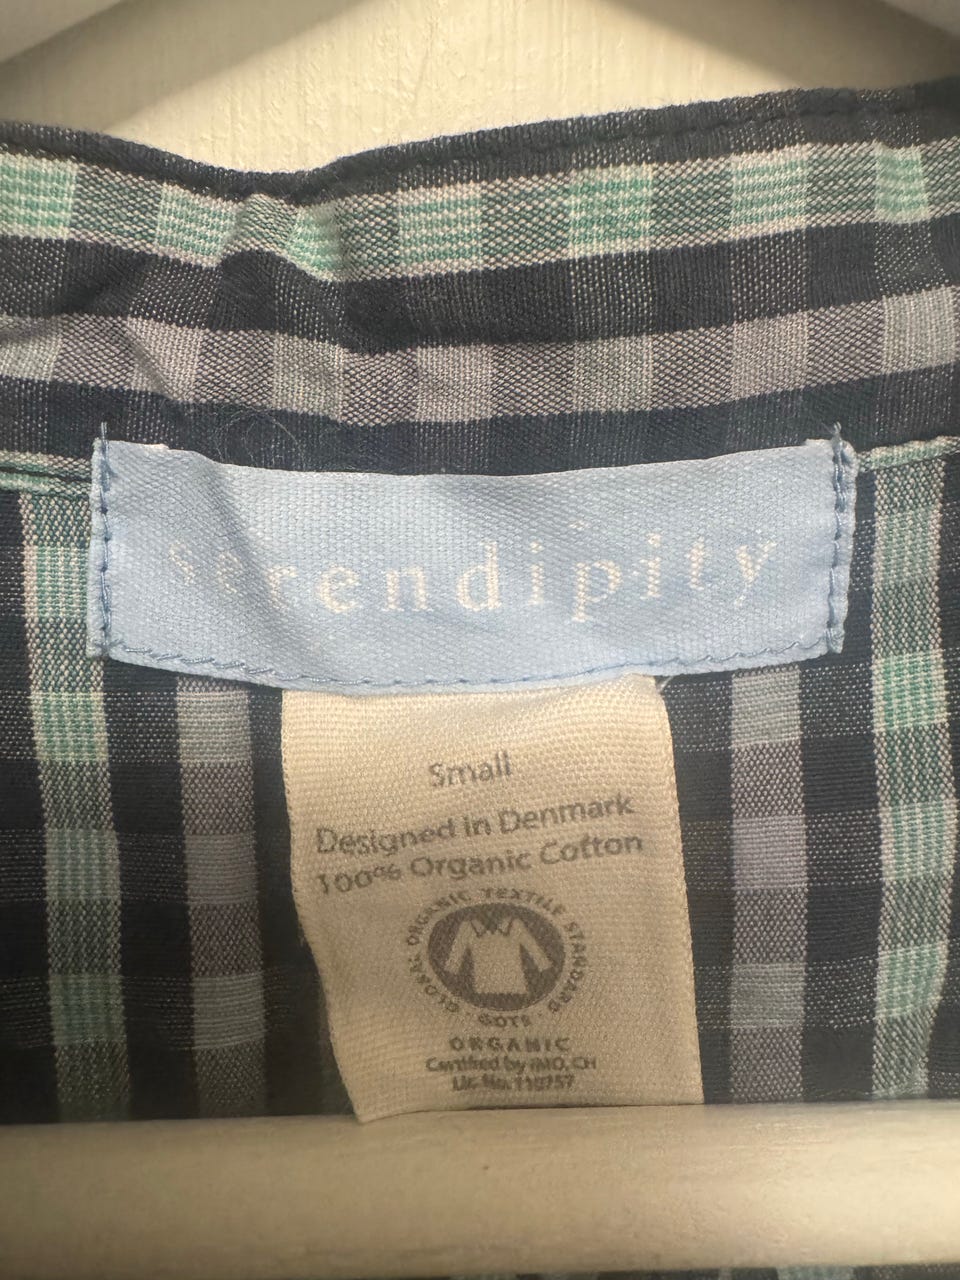 serendipity
Small
Designed in Denmark
100% Organic Cotton
GLOBAL ORGANIC TEXTILE STANDARD · GOTS ·
ORGANIC
Certified by IMO, CH
Lic No. 110757